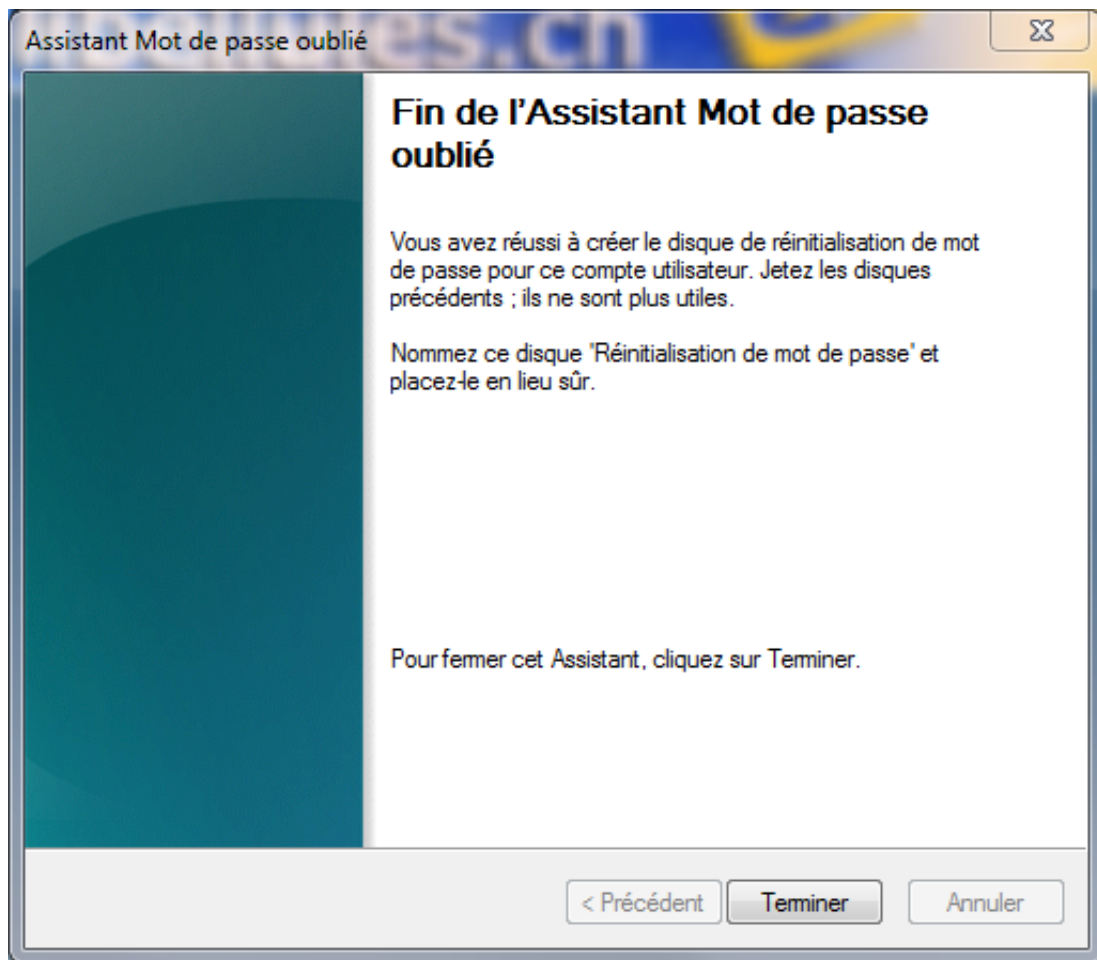 Assistant Mot de passe oublié
Fin de l'Assistant Mot de passe
oublié
Vous avez réussi à créer le disque de réinitialisation de mot
de passe pour ce compte utilisateur. Jetez les disques
précédents ; ils ne sont plus utiles.
Nommez ce disque 'Réinitialisation de mot de passe' et
placez-le en lieu sûr.
Pour fermer cet Assistant, cliquez sur Terminer.
< Précédent
Terminer
Annuler